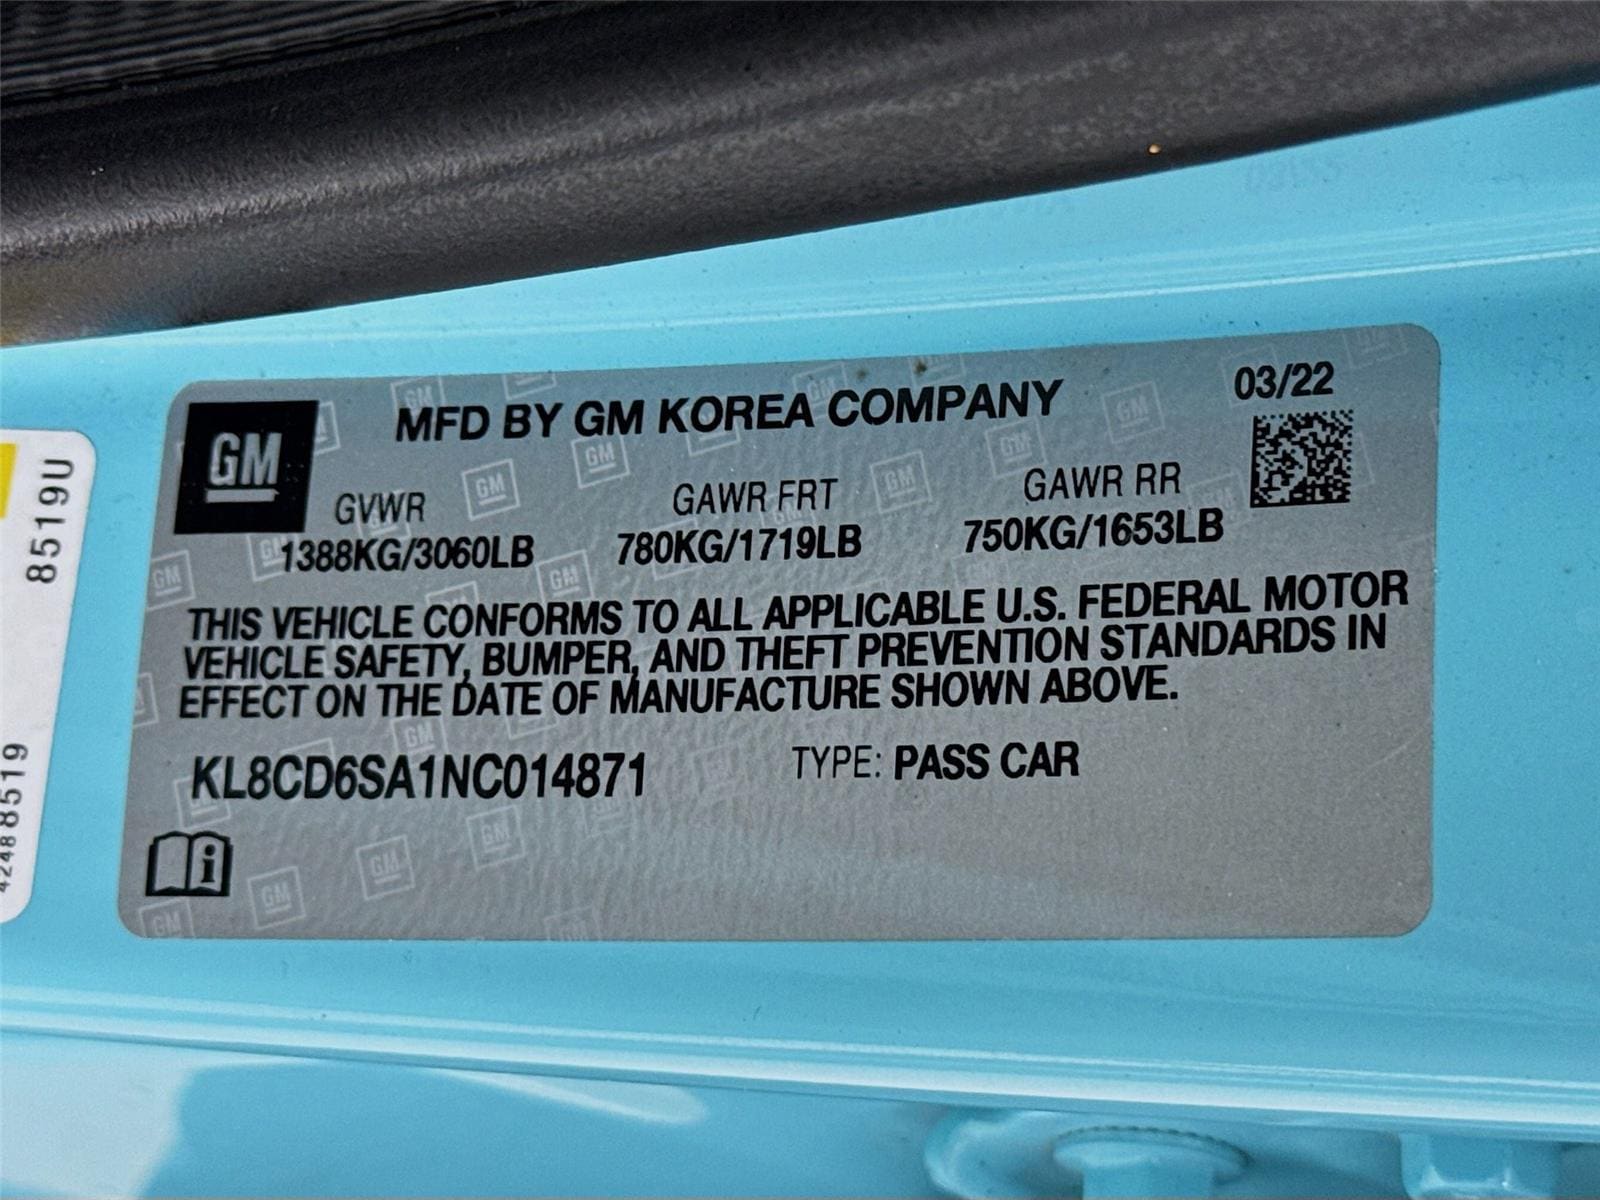 GM
MFD BY GM KOREA COMPANY
03/22
GVWR
GAWR FRT
GAWR RR
1388KG/3060LB
780KG/1719LB
750KG/1653LB
THIS VEHICLE CONFORMS TO ALL APPLICABLE U.S. FEDERAL MOTOR
VEHICLE SAFETY, BUMPER, AND THEFT PREVENTION STANDARDS IN
EFFECT ON THE DATE OF MANUFACTURE SHOWN ABOVE.
KL8CD6SA1NC014871
TYPE: PASS CAR
8519U
42488519